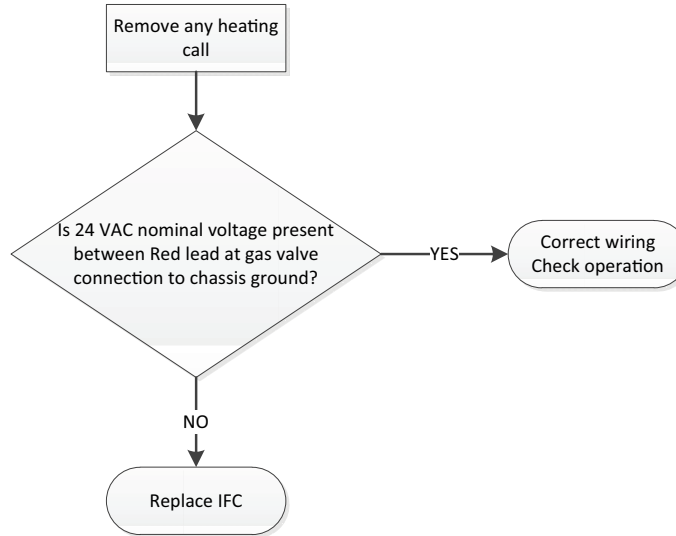 Remove any heating
call
Is 24 VAC nominal voltage present
between Red lead at gas valve
connection to chassis ground?
YES
Correct wiring
Check operation
NO
Replace IFC